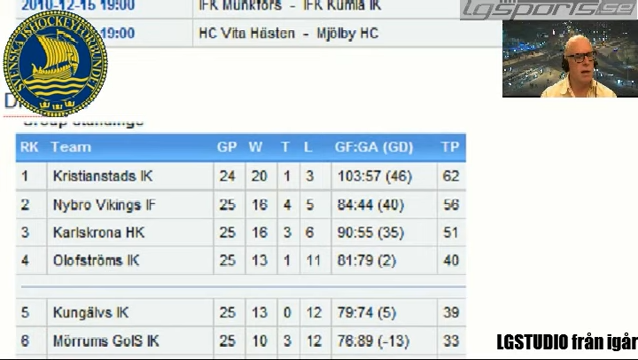 2010-12-15 19:00 IFK Munkfors - IFK Kumla IK
19:00 HC Vita Hästen - Mjölby HC
lgsports.se
SVENSKA ISHOCKEYFÖRBUNDET
Group standings
RK Team GP W T L GF:GA (GD) TP
1 Kristianstads IK 24 20 1 3 103:57 (46) 62
2 Nybro Vikings IF 25 16 4 5 84:44 (40) 56
3 Karlskrona HK 25 16 3 6 90:55 (35) 51
4 Olofströms IK 25 13 1 11 81:79 (2) 40
5 Kungälvs IK 25 13 0 12 79:74 (5) 39
6 Mörrums GoIS IK 25 10 3 12 76:89 (-13) 33
LGSTUDIO från igår